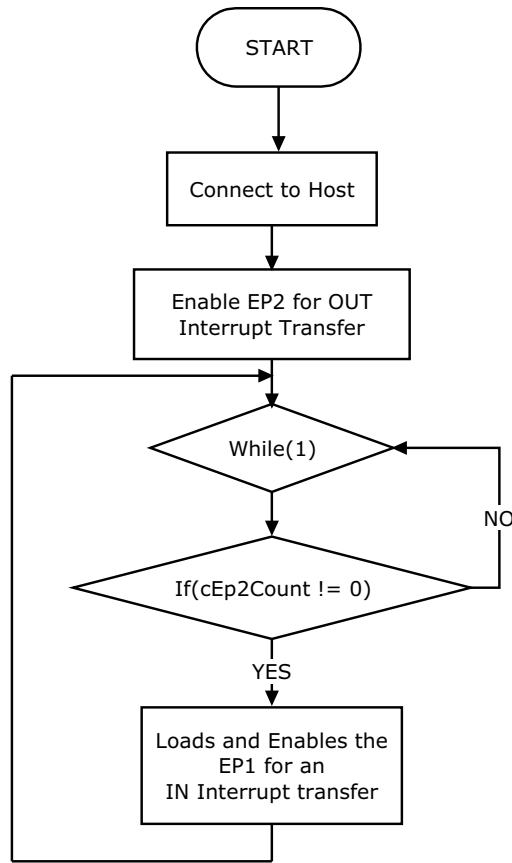 START
Connect to Host
Enable EP2 for OUT
Interrupt Transfer
While(1)
NO
If(cEp2Count != 0)
YES
Loads and Enables the
EP1 for an
IN Interrupt transfer